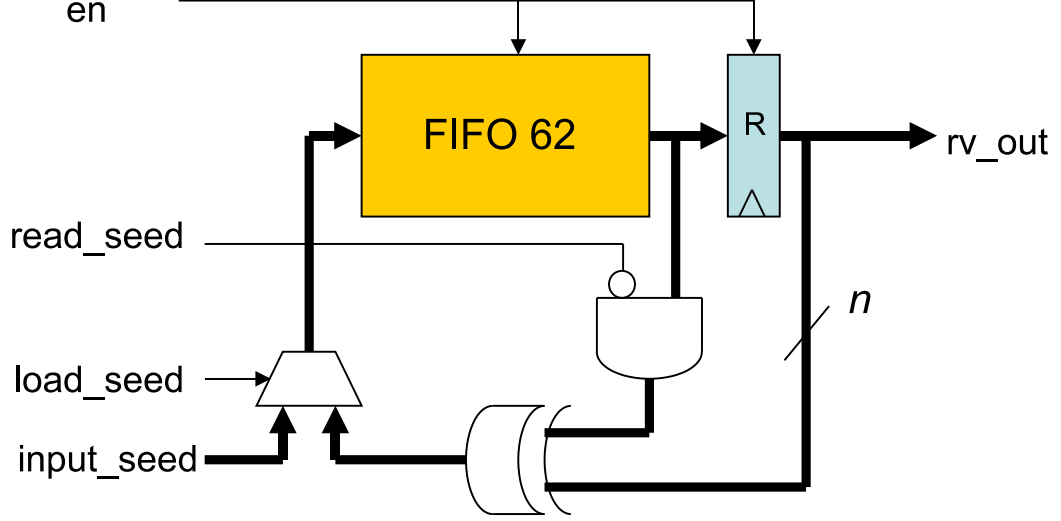 en
FIFO 62
R
rv_out
read_seed
n
load_seed
input_seed